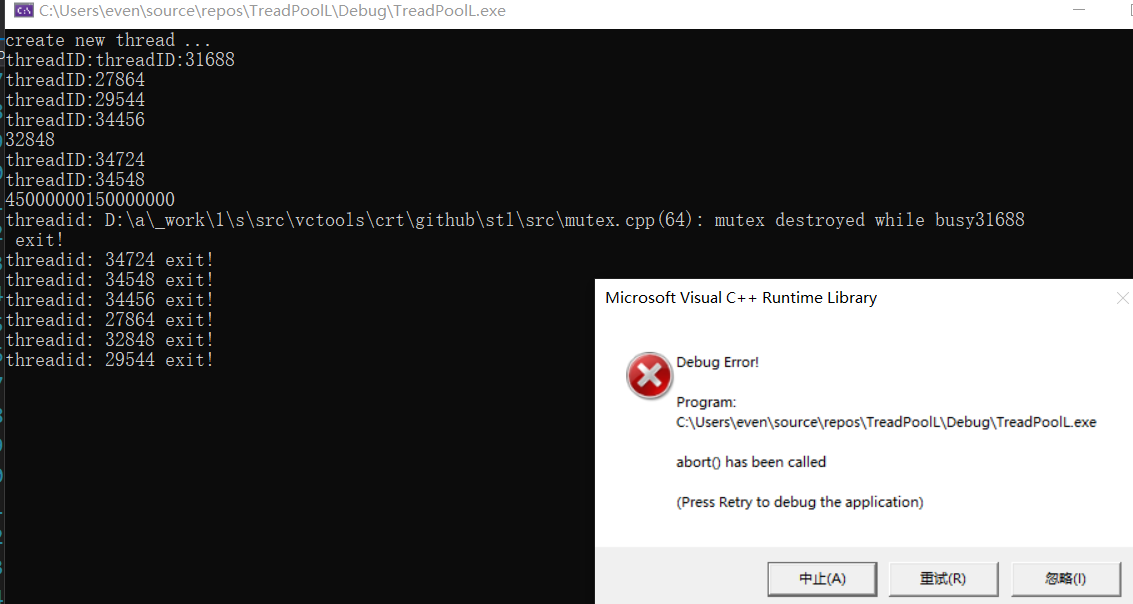 C:\Users\even\source\repos\TreadPoolL\Debug\TreadPoolL.exe
create new thread ...
threadID:threadID:31688
threadID:27864
threadID:29544
threadID:34456
32848
threadID:34724
threadID:34548
45000000150000000
threadid: D:\a\_work\1\s\src\vctools\crt\github\stl\src\mutex.cpp(64): mutex destroyed while busy31688
 exit!
threadid: 34724 exit!
threadid: 34548 exit!
threadid: 34456 exit!
threadid: 27864 exit!
threadid: 32848 exit!
threadid: 29544 exit!
Microsoft Visual C++ Runtime Library
Debug Error!
Program:
C:\Users\even\source\repos\TreadPoolL\Debug\TreadPoolL.exe
abort() has been called
(Press Retry to debug the application)
中止(A)
重试(R)
忽略(I)